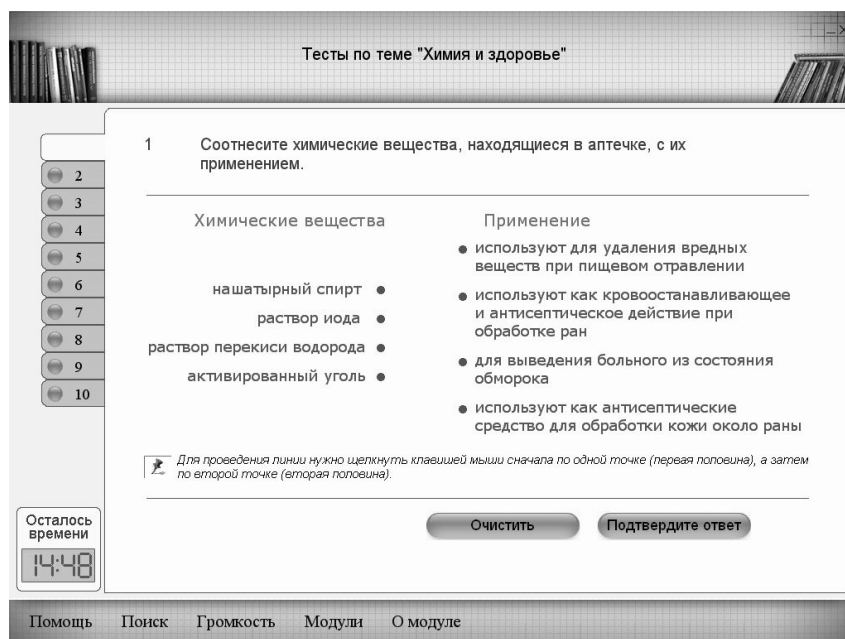 Тесты по теме "Химия и здоровье"
1 Соотнесите химические вещества, находящиеся в аптечке, с их
применением.
2
3
4
5
6
7
8
9
10
Химические вещества
нашатырный спирт
раствор иода
раствор перекиси водорода
активированный уголь
Применение
используют для удаления вредных
веществ при пищевом отравлении
используют как кровоостанавливающее
и антисептическое действие при
обработке ран
для выведения больного из состояния
обморока
используют как антисептические
средство для обработки кожи около раны
Для проведения линии нужно щелкнуть клавишей мыши сначала по одной точке (первая половина), а затем
по второй точке (вторая половина).
Осталось
времени
14:48
Очистить
Подтвердите ответ
Помощь Поиск Громкость Модули О модуле